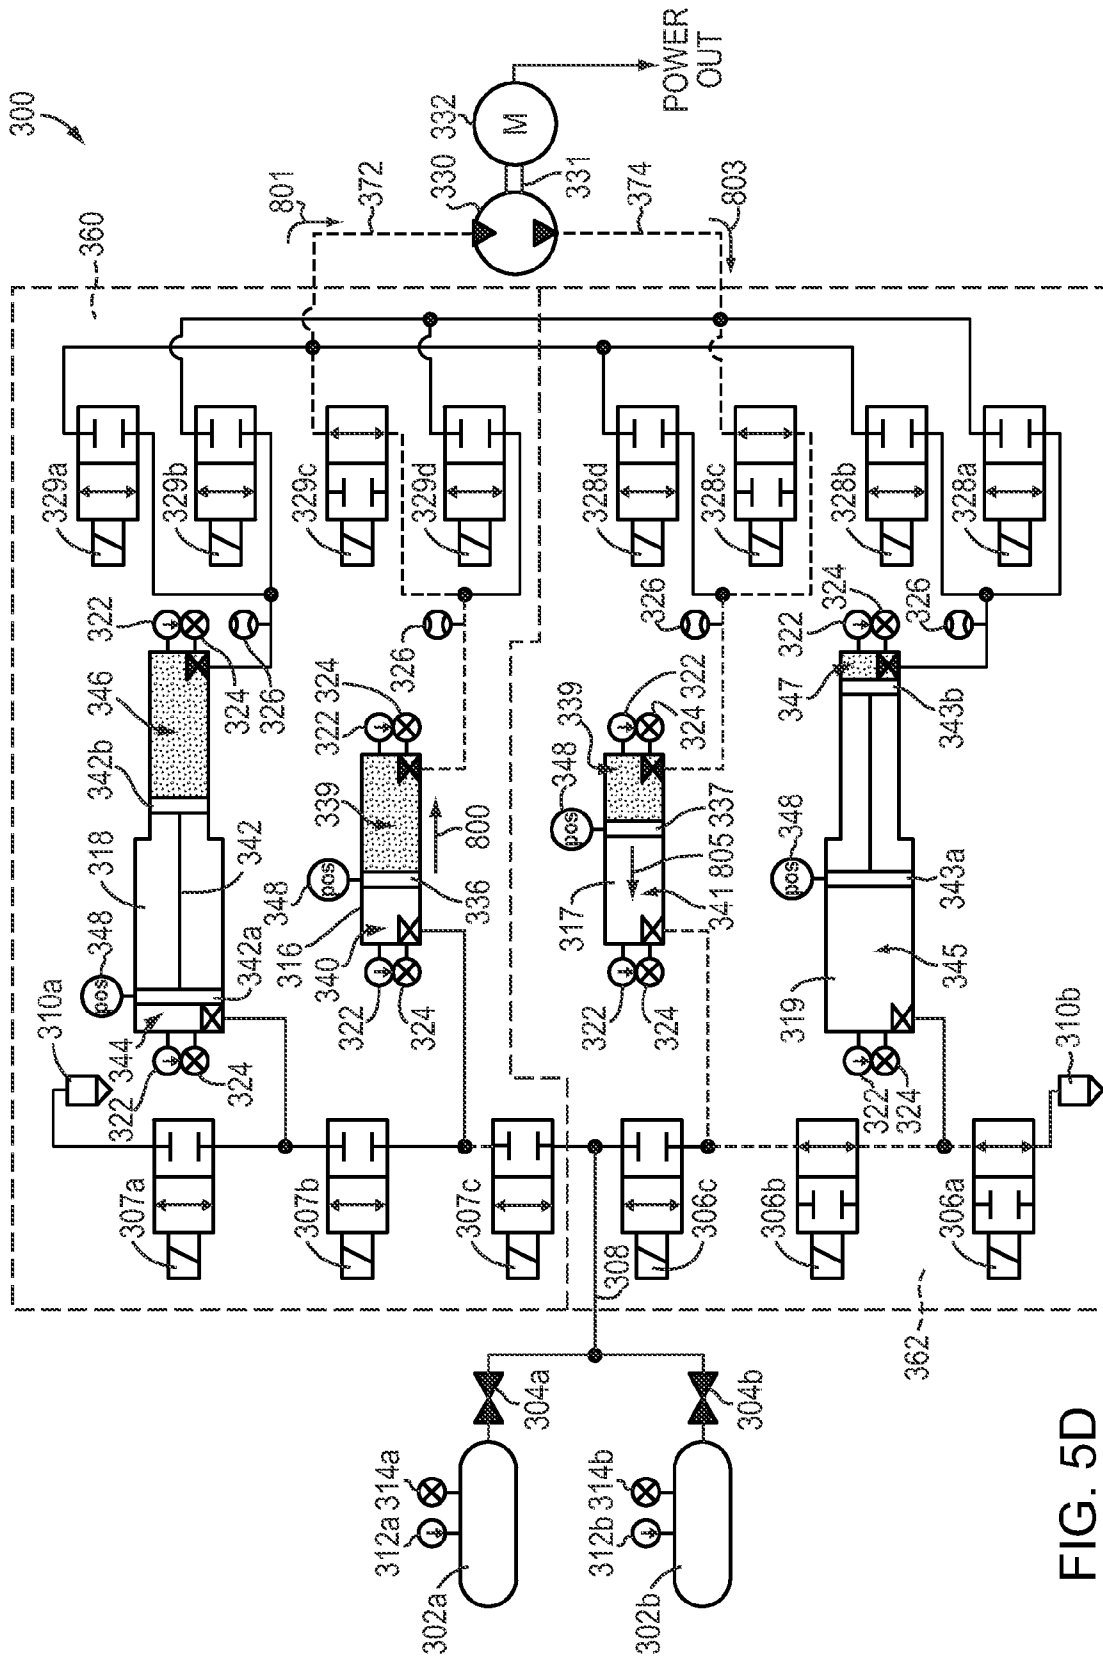 300
360
329a
322
346
342b
318
348
310a
307a
329b
324
342
342a
344
322
324
326
307b
329c
322 324
339
348
316
340
322
336
800
324
329d
326
307c
pos
pos
801
372
330
332
M
331
POWER
OUT
374
803
302a
312a
314a
304a
308
328d
326
322
339
348
pos
317
322
324
337
805
341
324
306c
302b
312b
314b
304b
328c
328b
324
322
326
347
343b
348
pos
343a
319
345
322
324
310b
306b
328a
306a
362
FIG. 5D